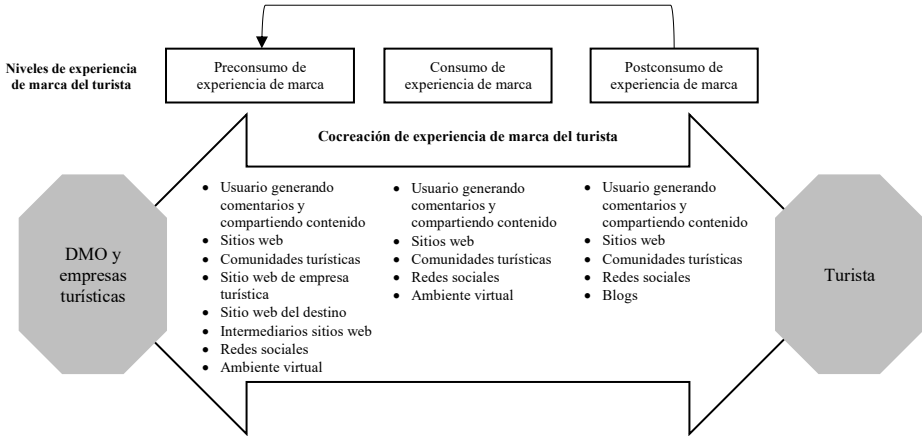 Niveles de experiencia
de marca del turista
Preconsumo de
experiencia de marca
Consumo de
experiencia de marca
Postconsumo de
experiencia de marca
Cocreación de experiencia de marca del turista
DMO y
empresas
turísticas
• Usuario generando
comentarios y
compartiendo contenido
• Sitios web
• Comunidades turísticas
• Sitio web de empresa
turística
• Sitio web del destino
• Intermediarios sitios web
• Redes sociales
• Ambiente virtual
• Usuario generando
comentarios y
compartiendo contenido
• Sitios web
• Comunidades turísticas
• Redes sociales
• Ambiente virtual
• Usuario generando
comentarios y
compartiendo contenido
• Sitios web
• Comunidades turísticas
• Redes sociales
• Blogs
Turista